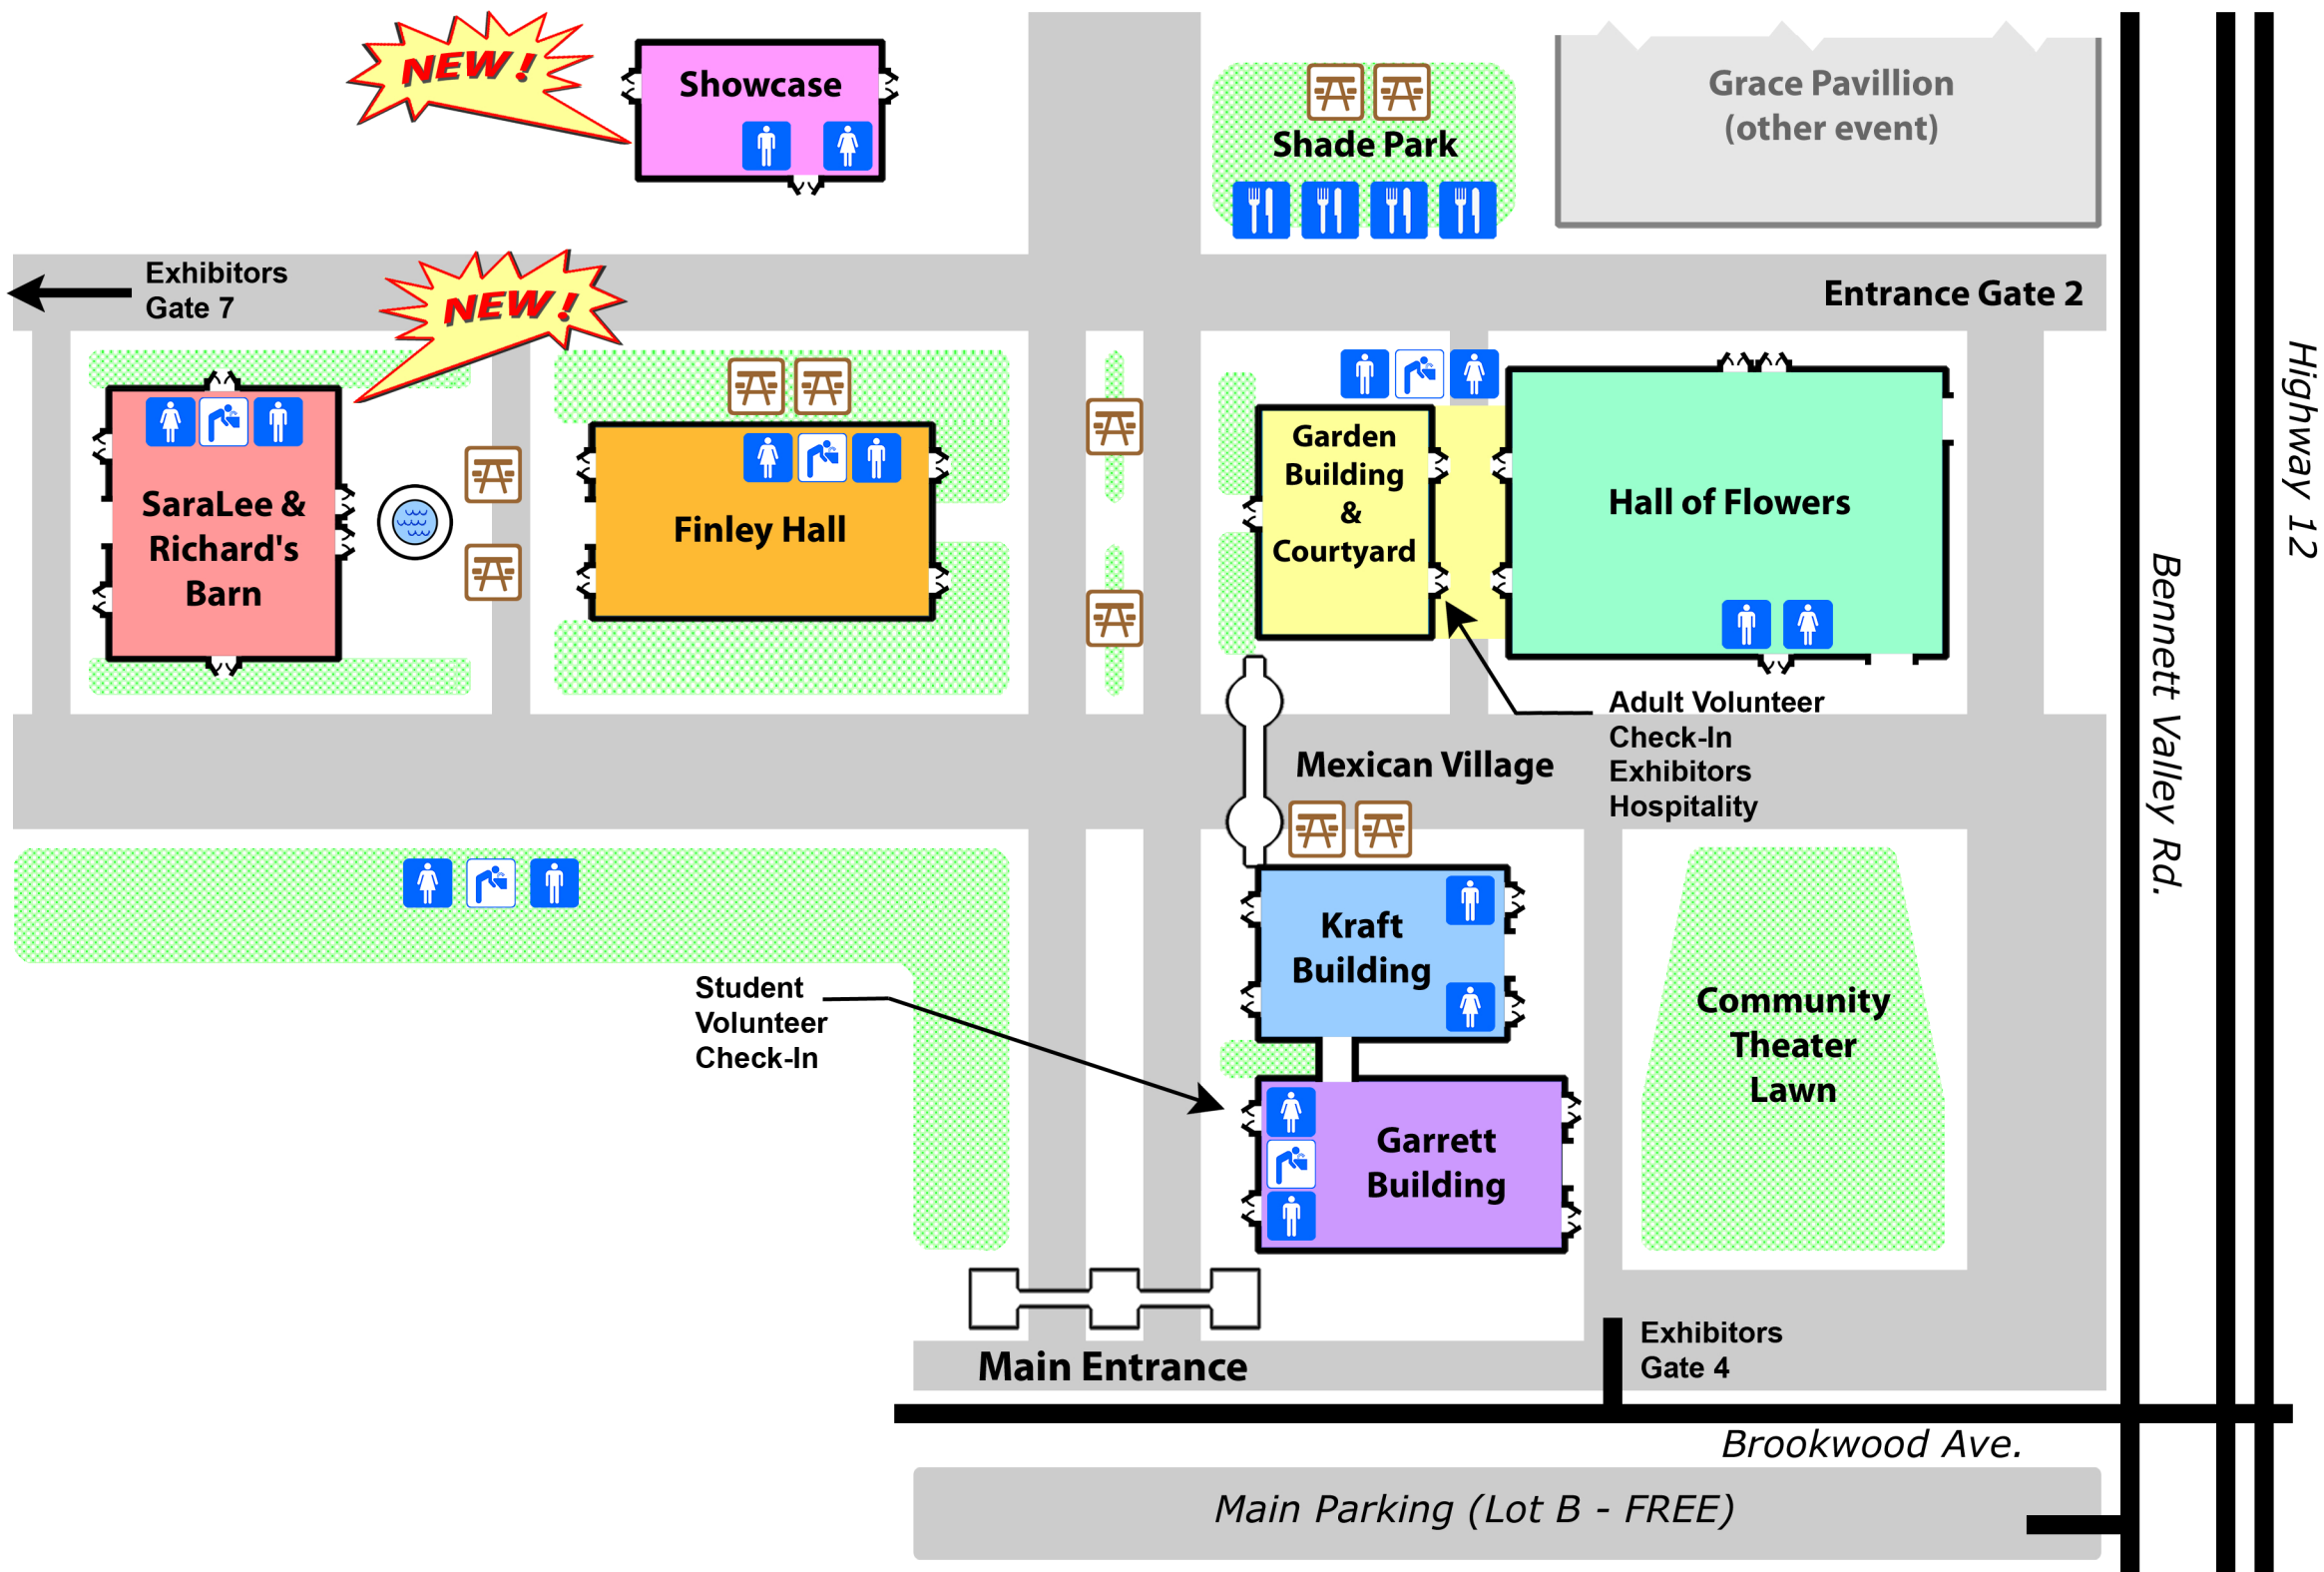 NEW!
Showcase
Shade Park
Grace Pavillion
(other event)
Exhibitors
Gate 7
NEW!
Entrance Gate 2
Highway 12
SaraLee &
Richard's
Barn
Finley Hall
Garden
Building
&
Courtyard
Hall of Flowers
Bennett Valley Rd.
Adult Volunteer
Check-In
Exhibitors
Hospitality
Mexican Village
Kraft
Building
Student
Volunteer
Check-In
Community
Theater
Lawn
Garrett
Building
Main Entrance
Exhibitors
Gate 4
Brookwood Ave.
Main Parking (Lot B - FREE)